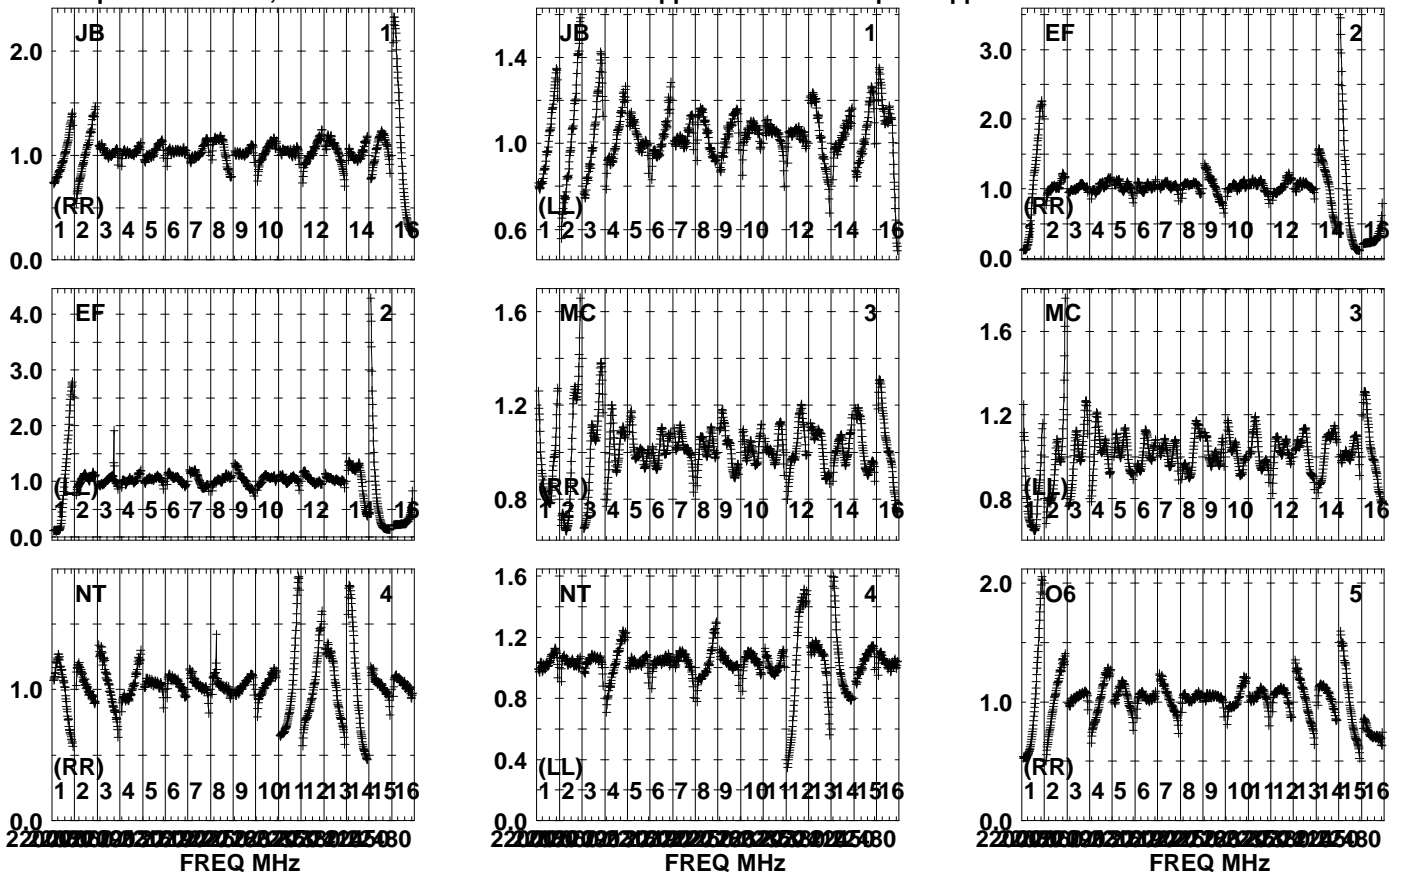 JB 1
2.0
1.0
(RR)
1 2 3 4 5 6 7 8 9 10 12 14 16
0.0
JB 1
1.4
1.0
(LL)
0.6
1 2 3 4 5 6 7 8 9 10 12 14 16
EF 2
3.0
2.0
1.0
(RR)
1 2 3 4 5 6 7 8 9 10 12 14 16
0.0
EF 2
4.0
3.0
2.0
1.0
(LL)
1 2 3 4 5 6 7 8 9 10 12 14 16
0.0
MC 3
1.6
1.2
0.8
(RR)
1 2 3 4 5 6 7 8 9 10 12 14 16
MC 3
1.6
1.2
0.8
(LL)
1 2 3 4 5 6 7 8 9 10 12 14 16
NT 4
1.0
(RR)
1 2 3 4 5 6 7 8 9 10 11 12 13 14 15 16
0.0
FREQ MHz
NT 4
1.6
1.2
0.8
0.4
(LL)
1 2 3 4 5 6 7 8 9 10 11 12 13 14 15 16
0.0
FREQ MHz
O6 5
2.0
1.0
(RR)
1 2 3 4 5 6 7 8 9 10 11 12 13 14 15 16
0.0
FREQ MHz